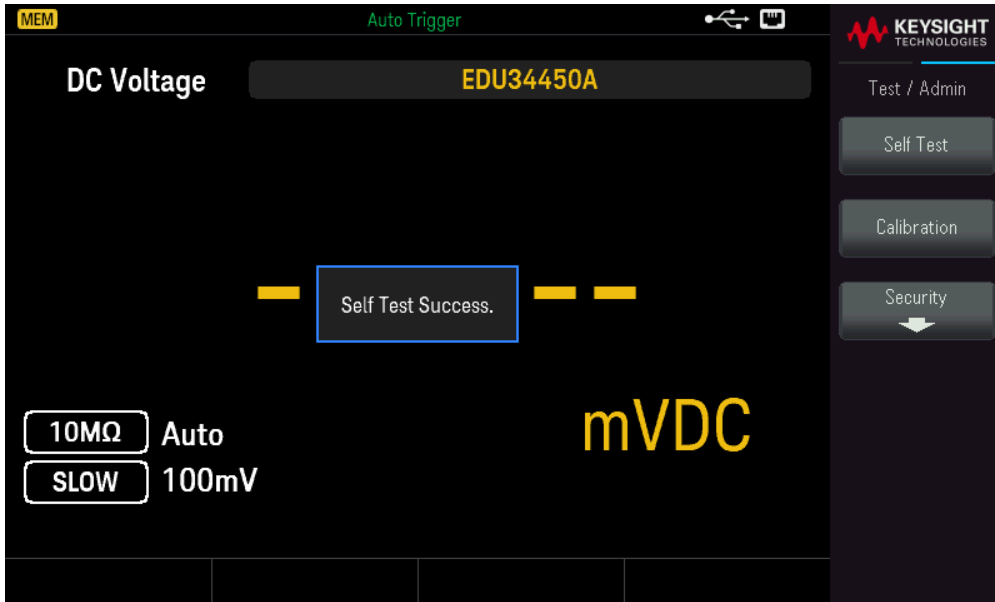 MEM
Auto Trigger
KEYSIGHT
TECHNOLOGIES
DC Voltage
EDU34450A
Test / Admin
Self Test
Calibration
Self Test Success.
Security
10MΩ Auto
mVDC
SLOW 100mV